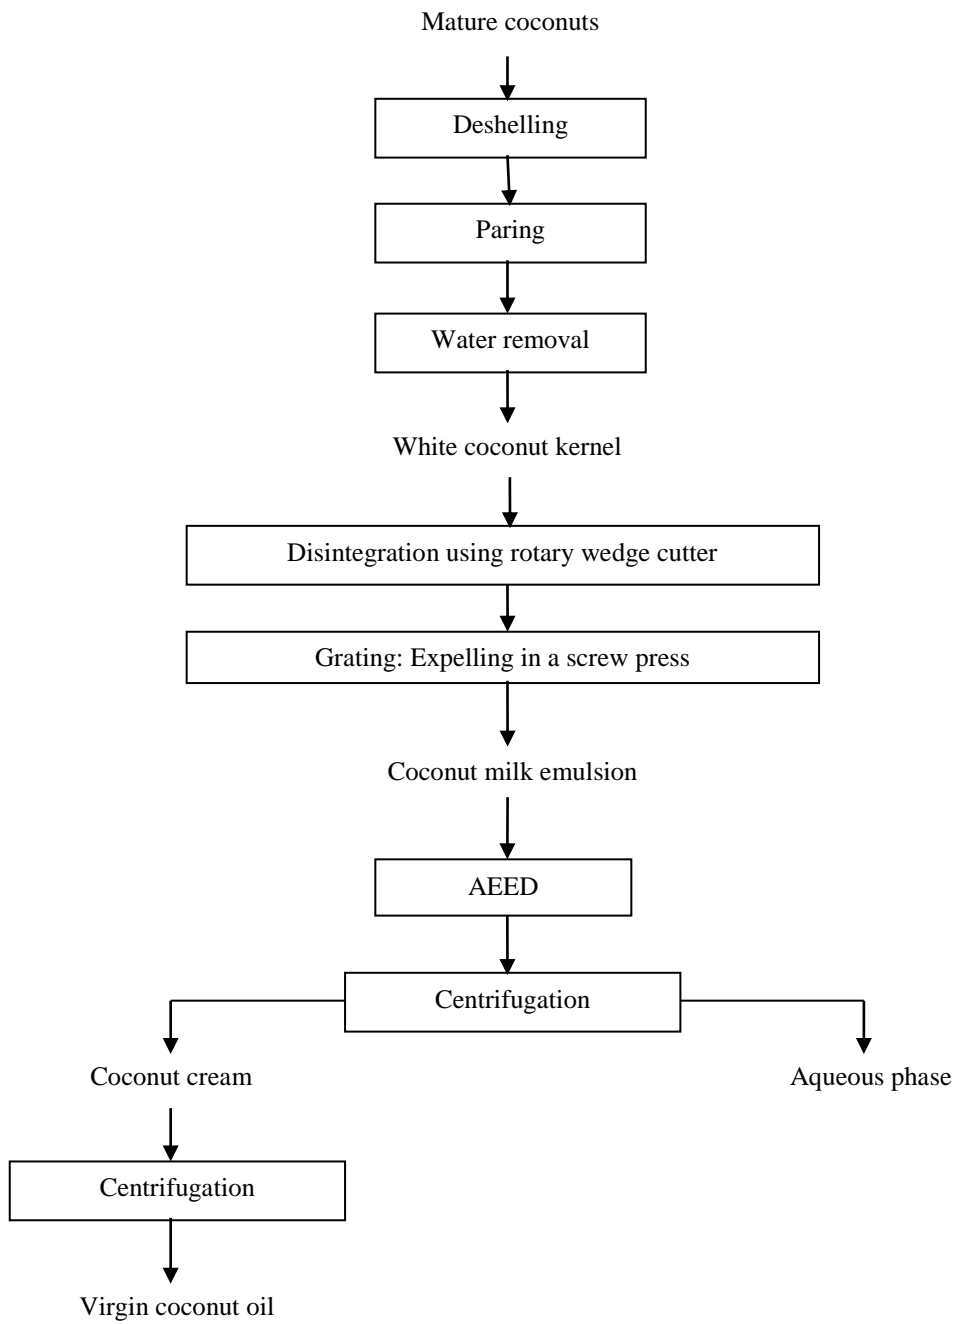 Mature coconuts
Deshelling
Paring
Water removal
White coconut kernel
Disintegration using rotary wedge cutter
Grating: Expelling in a screw press
Coconut milk emulsion
AEED
Centrifugation
Coconut cream
Aqueous phase
Centrifugation
Virgin coconut oil